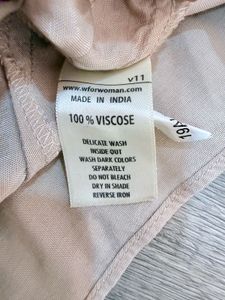 v11
www.wforwoman.com
MADE IN INDIA
100 % VISCOSE
DELICATE WASH
INSIDE OUT
WASH DARK COLORS
SEPARATELY
DO NOT BLEACH
DRY IN SHADE
REVERSE IRON